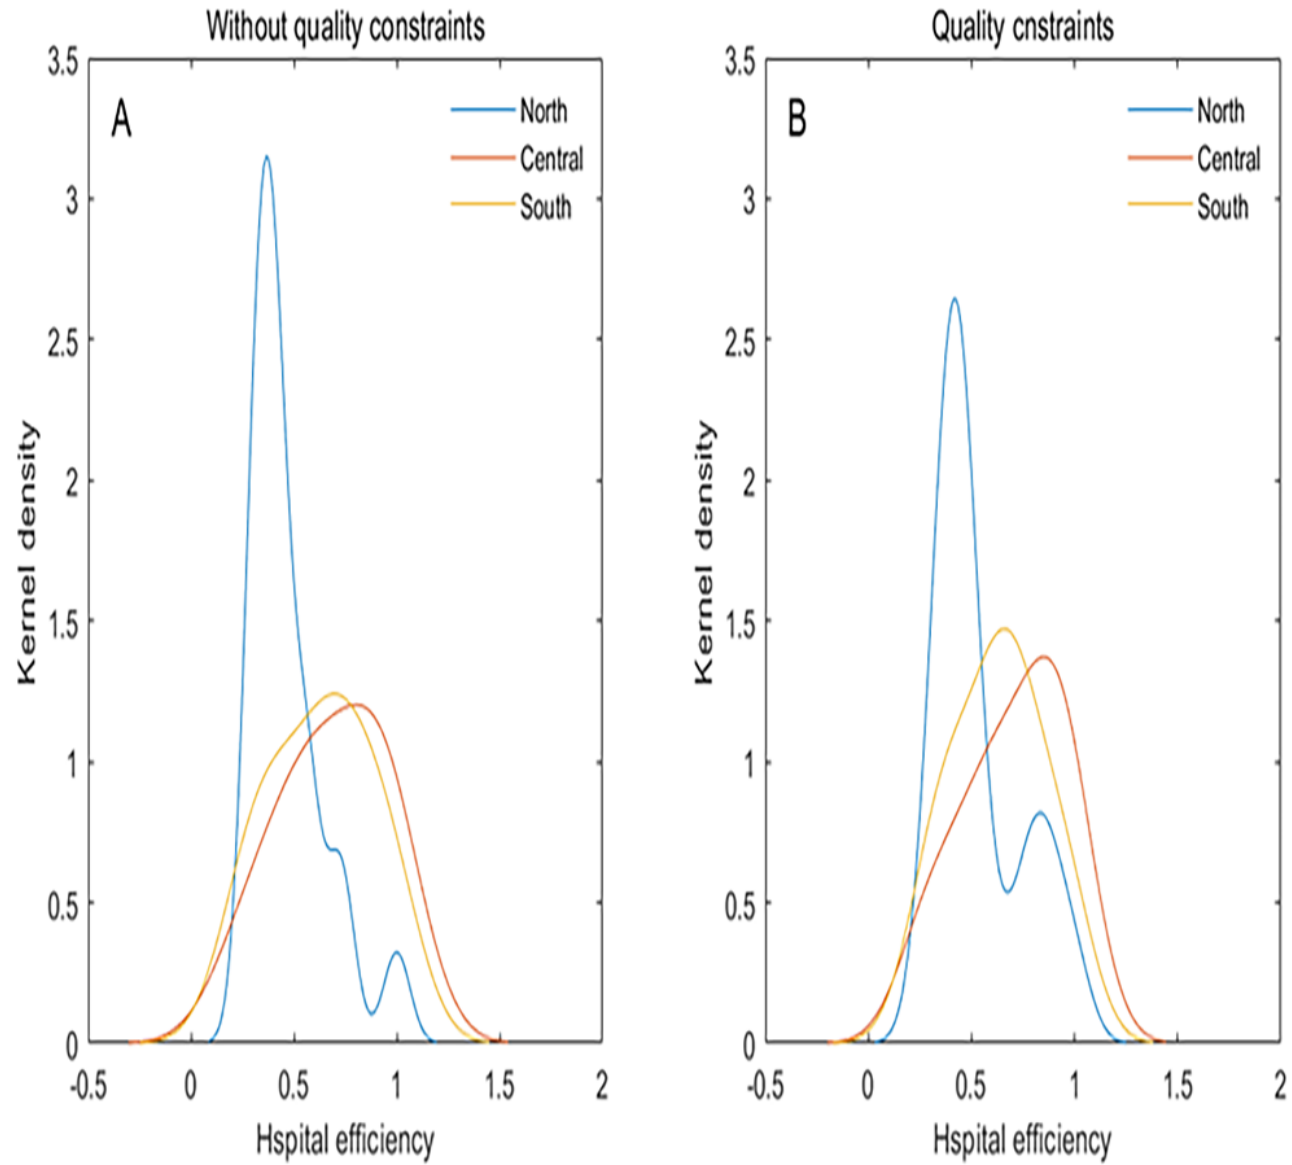 Without quality constraints
3.5
3
2.5
2
1.5
1
0.5
0
A
North
Central
South
Kernel density
-0.5 0 0.5 1 1.5 2
Hspital efficiency
Quality cnstraints
3.5
3
2.5
2
1.5
1
0.5
0
B
North
Central
South
Kernel density
-0.5 0 0.5 1 1.5 2
Hspital efficiency